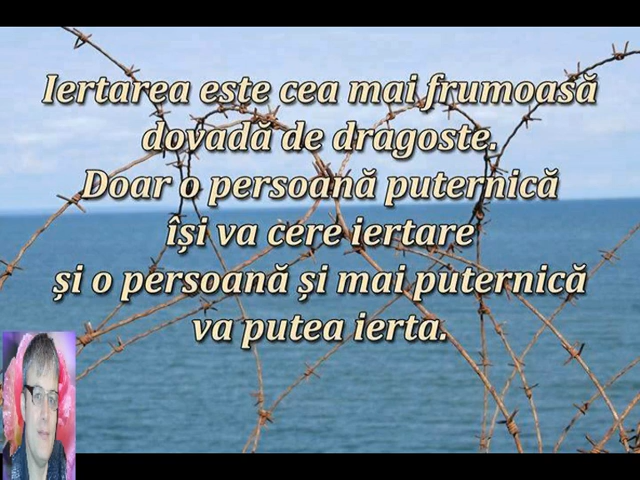 Iertarea este cea mai frumoasă
dovadă de dragoste.
Doar o persoană puternică
își va cere iertare
și o persoană și mai puternică
va putea ierta.